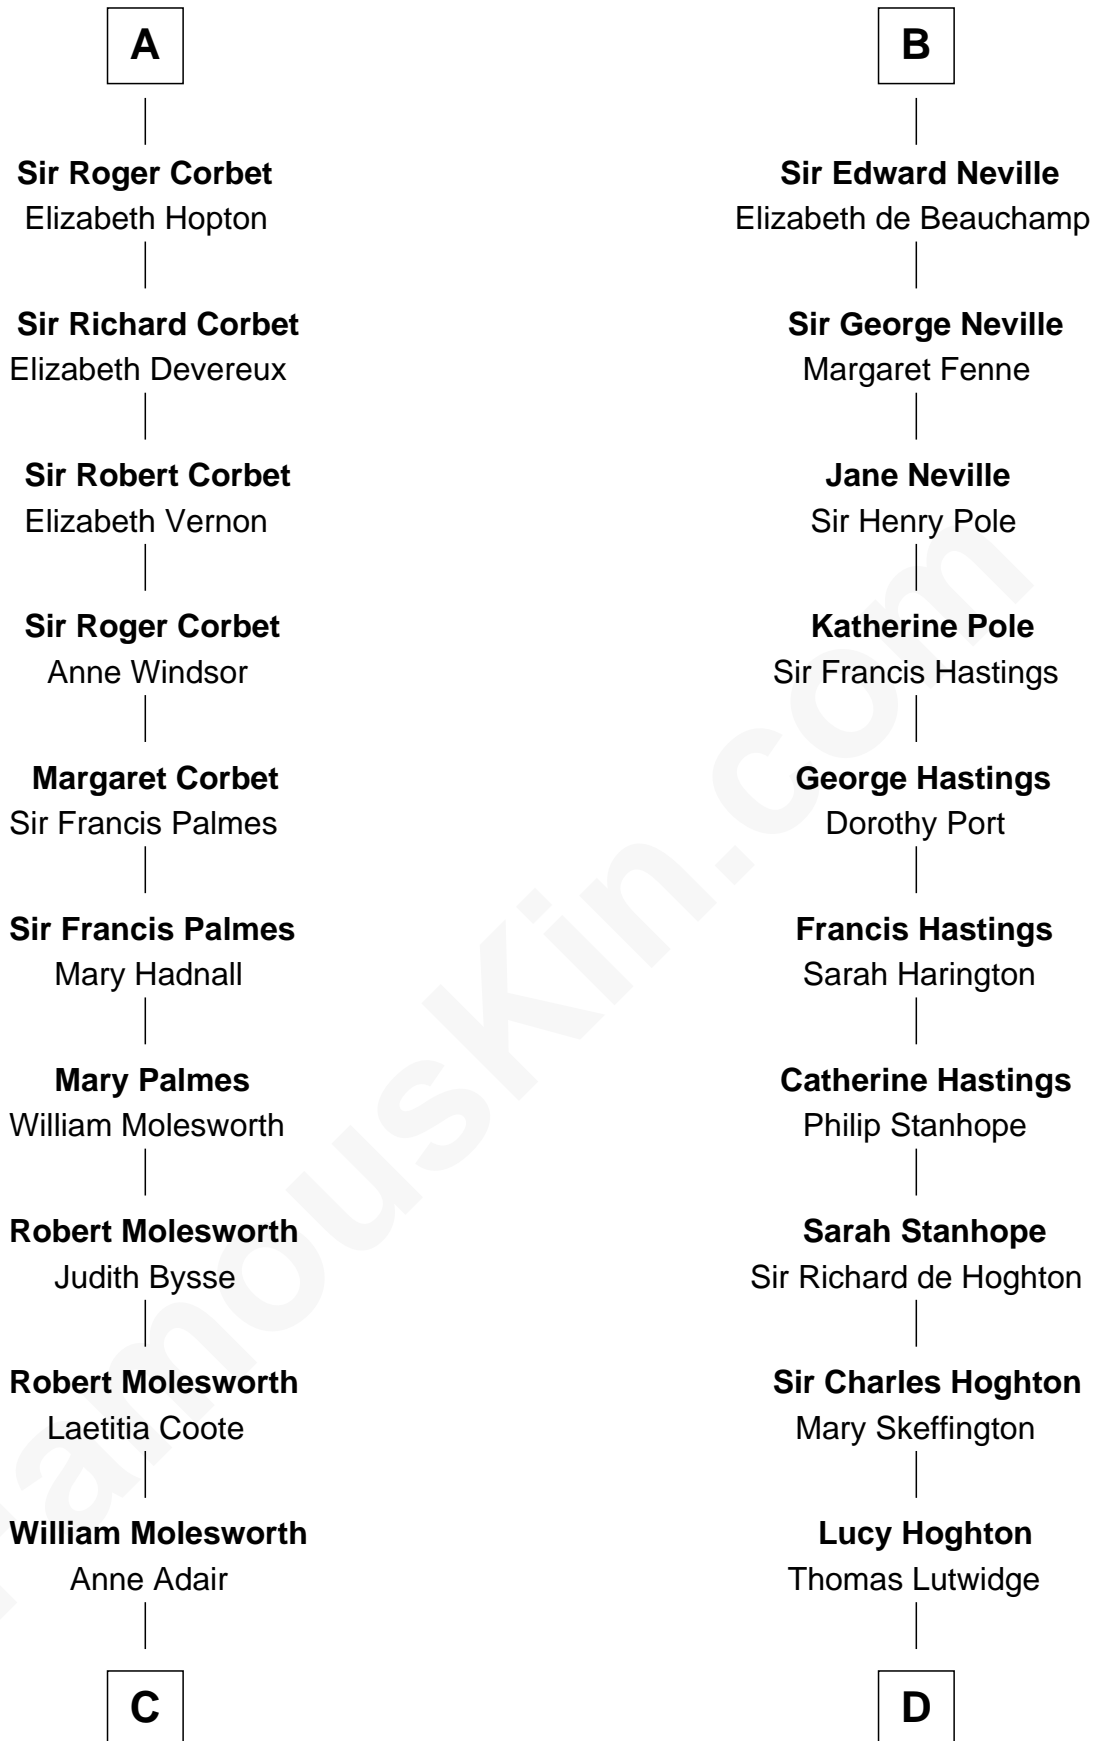 A
Sir Roger Corbet
Elizabeth Hopton
Sir Richard Corbet
Elizabeth Devereux
Sir Robert Corbet
Elizabeth Vernon
Sir Roger Corbet
Anne Windsor
Margaret Corbet
Sir Francis Palmes
Sir Francis Palmes
Mary Hadnall
Mary Palmes
William Molesworth
Robert Molesworth
Judith Bysse
Robert Molesworth
Laetitia Coote
William Molesworth
Anne Adair
C
B
Sir Edward Neville
Elizabeth de Beauchamp
Sir George Neville
Margaret Fenne
Jane Neville
Sir Henry Pole
Katherine Pole
Sir Francis Hastings
George Hastings
Dorothy Port
Francis Hastings
Sarah Harington
Catherine Hastings
Philip Stanhope
Sarah Stanhope
Sir Richard de Hoghton
Sir Charles Hoghton
Mary Skeffington
Lucy Hoghton
Thomas Lutwidge
D
FamousKin.com